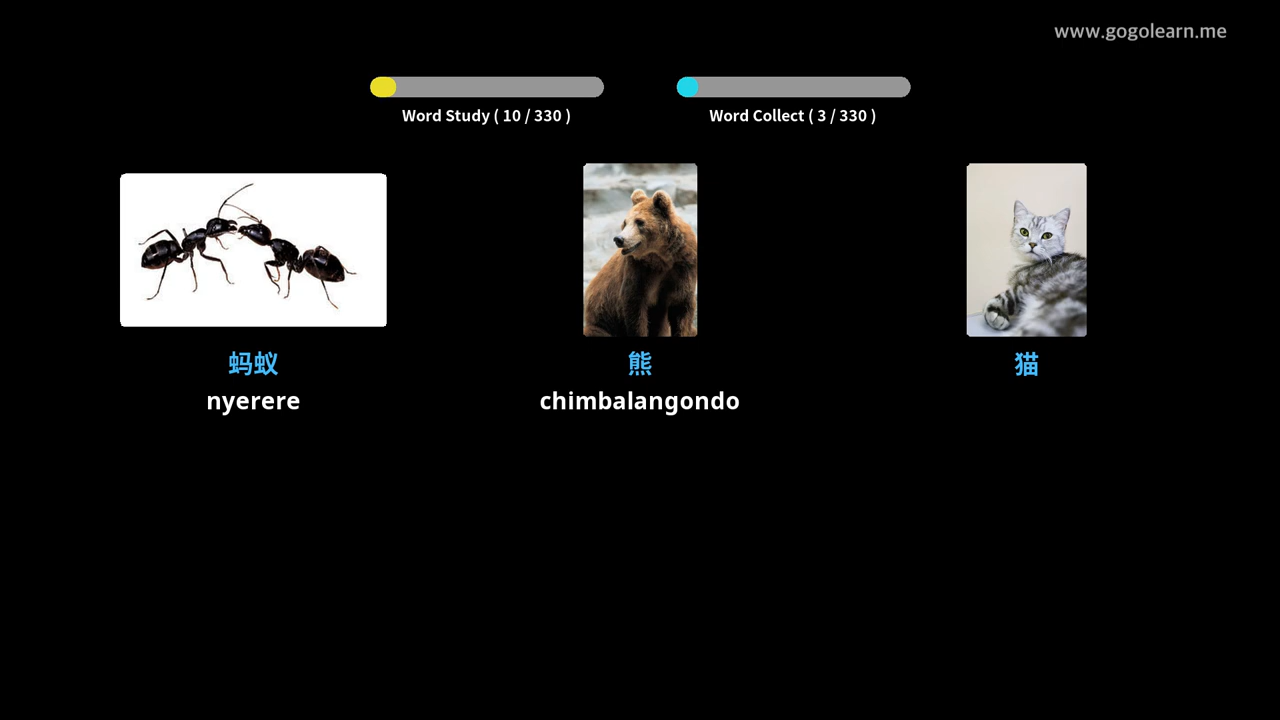 www.gogolearn.me
Word Study ( 10 / 330 )
Word Collect ( 3 / 330 )
蚂蚁
熊
猫
nyerere
chimbalangondo